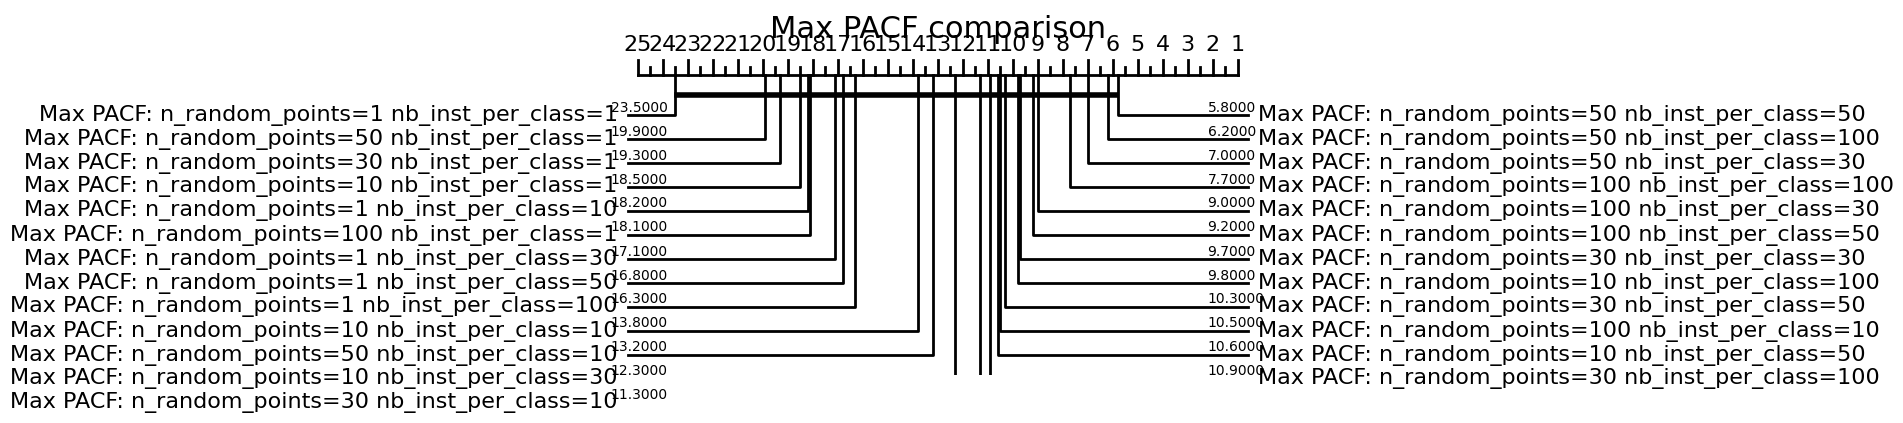 Max PACF comparison
25 24 23 22 21 20 19 18 17 16 15 14 13 12 11 10 9 8 7 6 5 4 3 2 1
Max PACF: n_random_points=1 nb_inst_per_class=1 23.5000 5.8000 Max PACF: n_random_points=50 nb_inst_per_class=50
Max PACF: n_random_points=50 nb_inst_per_class=1 19.9000 6.2000 Max PACF: n_random_points=50 nb_inst_per_class=100
Max PACF: n_random_points=30 nb_inst_per_class=1 19.3000 7.0000 Max PACF: n_random_points=50 nb_inst_per_class=30
Max PACF: n_random_points=10 nb_inst_per_class=1 18.5000 7.7000 Max PACF: n_random_points=100 nb_inst_per_class=100
Max PACF: n_random_points=1 nb_inst_per_class=10 18.2000 9.0000 Max PACF: n_random_points=100 nb_inst_per_class=30
Max PACF: n_random_points=100 nb_inst_per_class=1 18.1000 9.2000 Max PACF: n_random_points=100 nb_inst_per_class=50
Max PACF: n_random_points=1 nb_inst_per_class=30 17.1000 9.7000 Max PACF: n_random_points=30 nb_inst_per_class=30
Max PACF: n_random_points=1 nb_inst_per_class=50 16.8000 9.8000 Max PACF: n_random_points=10 nb_inst_per_class=100
Max PACF: n_random_points=1 nb_inst_per_class=100 16.3000 10.3000 Max PACF: n_random_points=30 nb_inst_per_class=50
Max PACF: n_random_points=10 nb_inst_per_class=10 13.8000 10.5000 Max PACF: n_random_points=100 nb_inst_per_class=10
Max PACF: n_random_points=50 nb_inst_per_class=10 13.2000 10.6000 Max PACF: n_random_points=10 nb_inst_per_class=50
Max PACF: n_random_points=10 nb_inst_per_class=30 12.3000 10.9000 Max PACF: n_random_points=30 nb_inst_per_class=100
Max PACF: n_random_points=30 nb_inst_per_class=10 11.3000